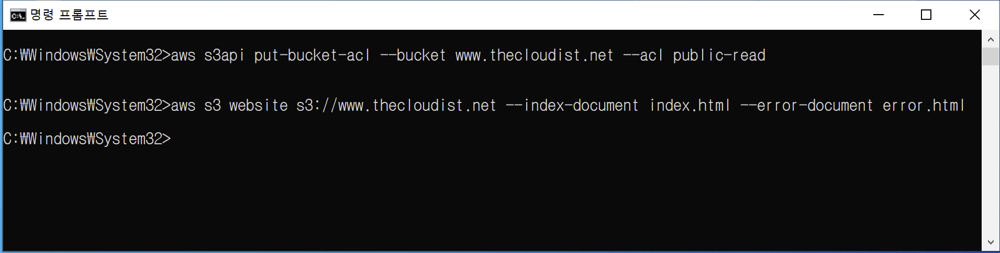 명령 프롬프트
C:₩Windows₩System32>aws s3api put-bucket-acl --bucket www.thecloudist.net --acl public-read
C:₩Windows₩System32>aws s3 website s3://www.thecloudist.net --index-document index.html --error-document error.html
C:₩Windows₩System32>